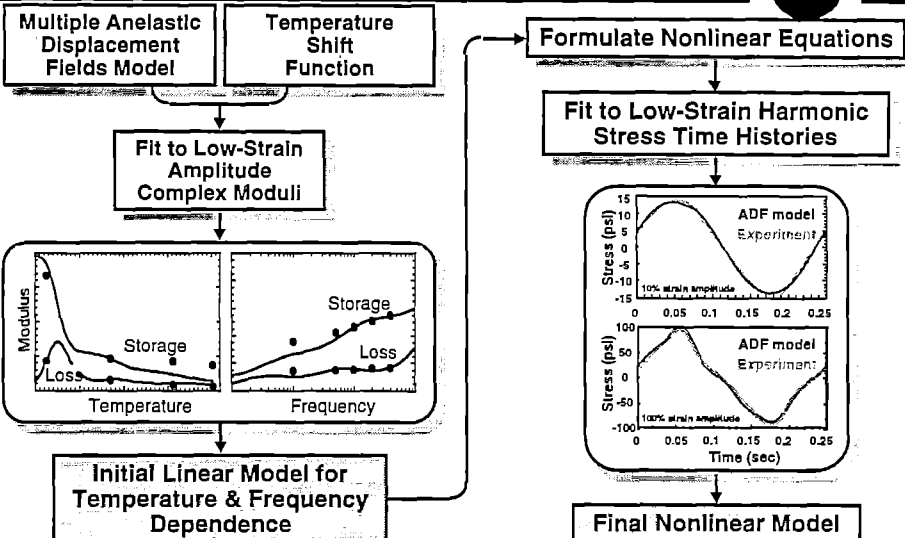 Multiple Anelastic
Displacement
Fields Model
Temperature
Shift
Function
Fit to Low-Strain
Amplitude
Complex Moduli
Modulus
Storage
Loss
Temperature
Storage
Loss
Frequency
Initial Linear Model for
Temperature & Frequency
Dependence
Formulate Nonlinear Equations
Fit to Low-Strain Harmonic
Stress Time Histories
Stress (psi)
15
10
5
0
-5
-10
-15
ADF model
Experiment
10% strain amplitude
0 0.05 0.1 0.15 0.2 0.25
Stress (psi)
100
50
0
-50
-100
ADF model
Experiment
100% strain amplitude
0 0.05 0.1 0.15 0.2 0.25
Time (sec)
Final Nonlinear Model